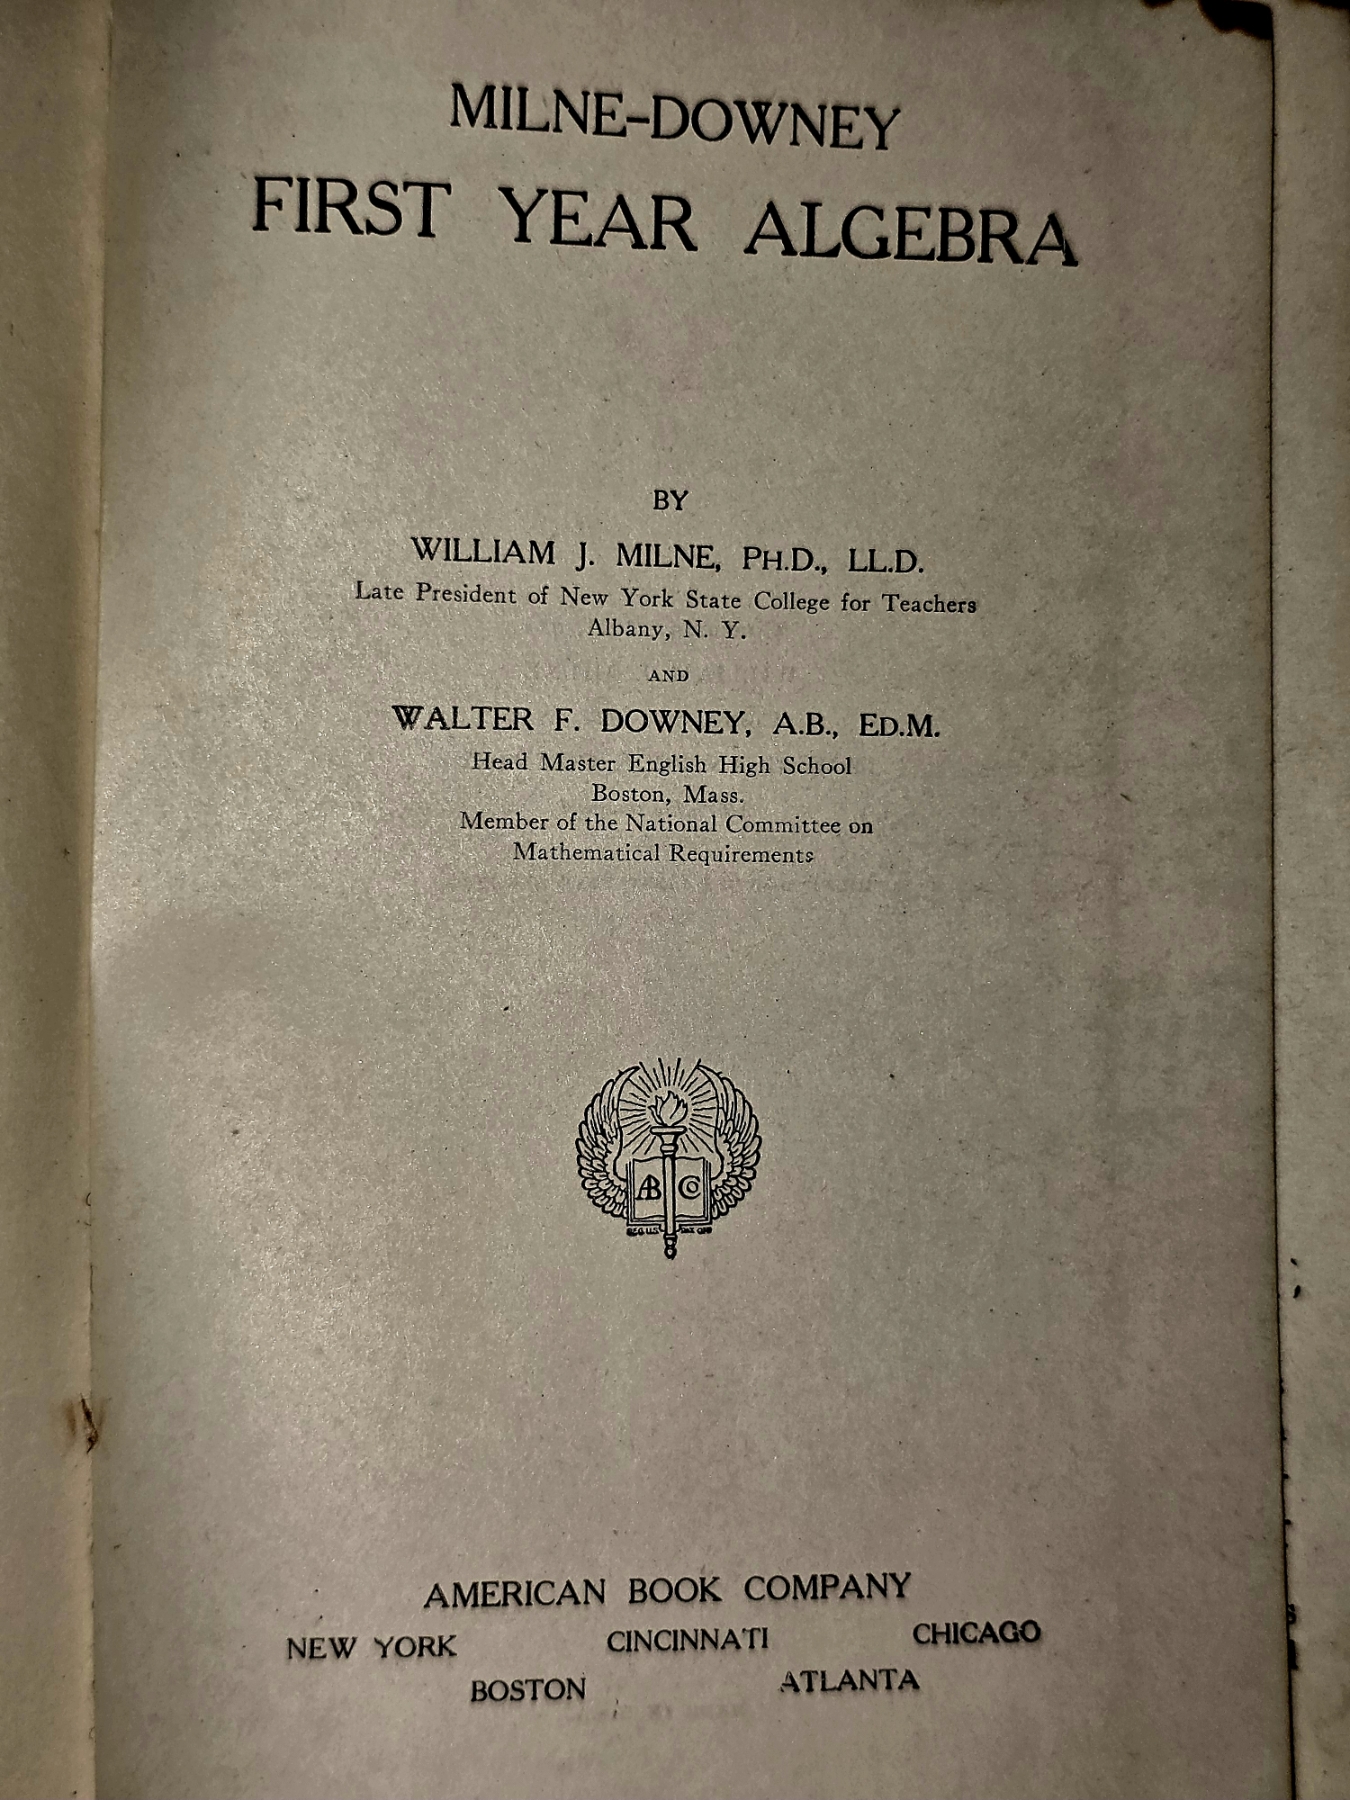 MILNE-DOWNEY
FIRST YEAR ALGEBRA
BY
WILLIAM J. MILNE, PH.D., LL.D.
Late President of New York State College for Teachers
Albany, N. Y.
AND
WALTER F. DOWNEY, A.B., ED.M.
Head Master English High School
Boston, Mass.
Member of the National Committee on
Mathematical Requirements
AB CO
AMERICAN BOOK COMPANY
NEW YORK CINCINNATI CHICAGO
BOSTON ATLANTA